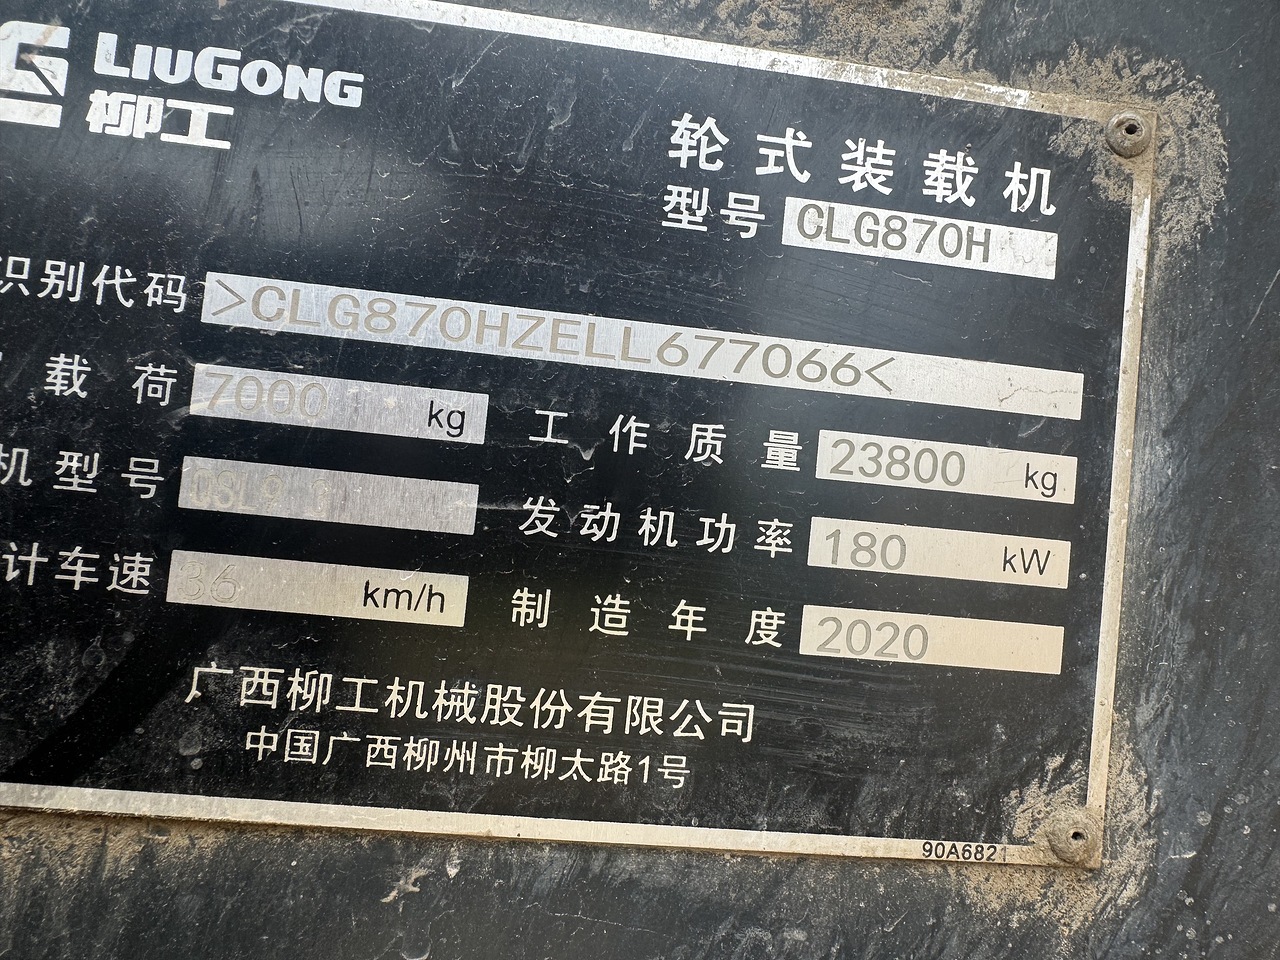 LIUGONG
柳工
轮式装载机
型号 CLG870H
识别代码 >CLG870HZELL677066<
载荷 7000 kg 工作质量 23800 kg
机型号 QSL9.3 发动机功率 180 kW
计车速 36 km/h 制造年度 2020
广西柳工机械股份有限公司
中国广西柳州市柳太路1号
90A6821